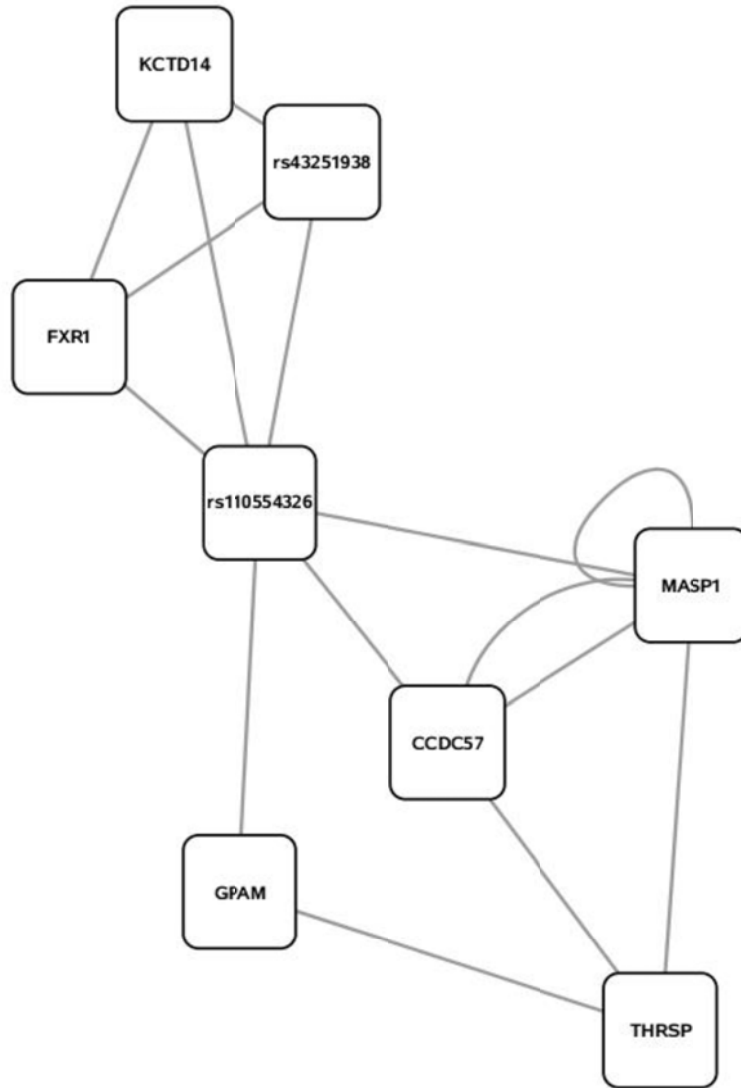 KCTD14
rs43251938
FXR1
rs110554326
MASP1
CCDC57
GPAM
THRSP